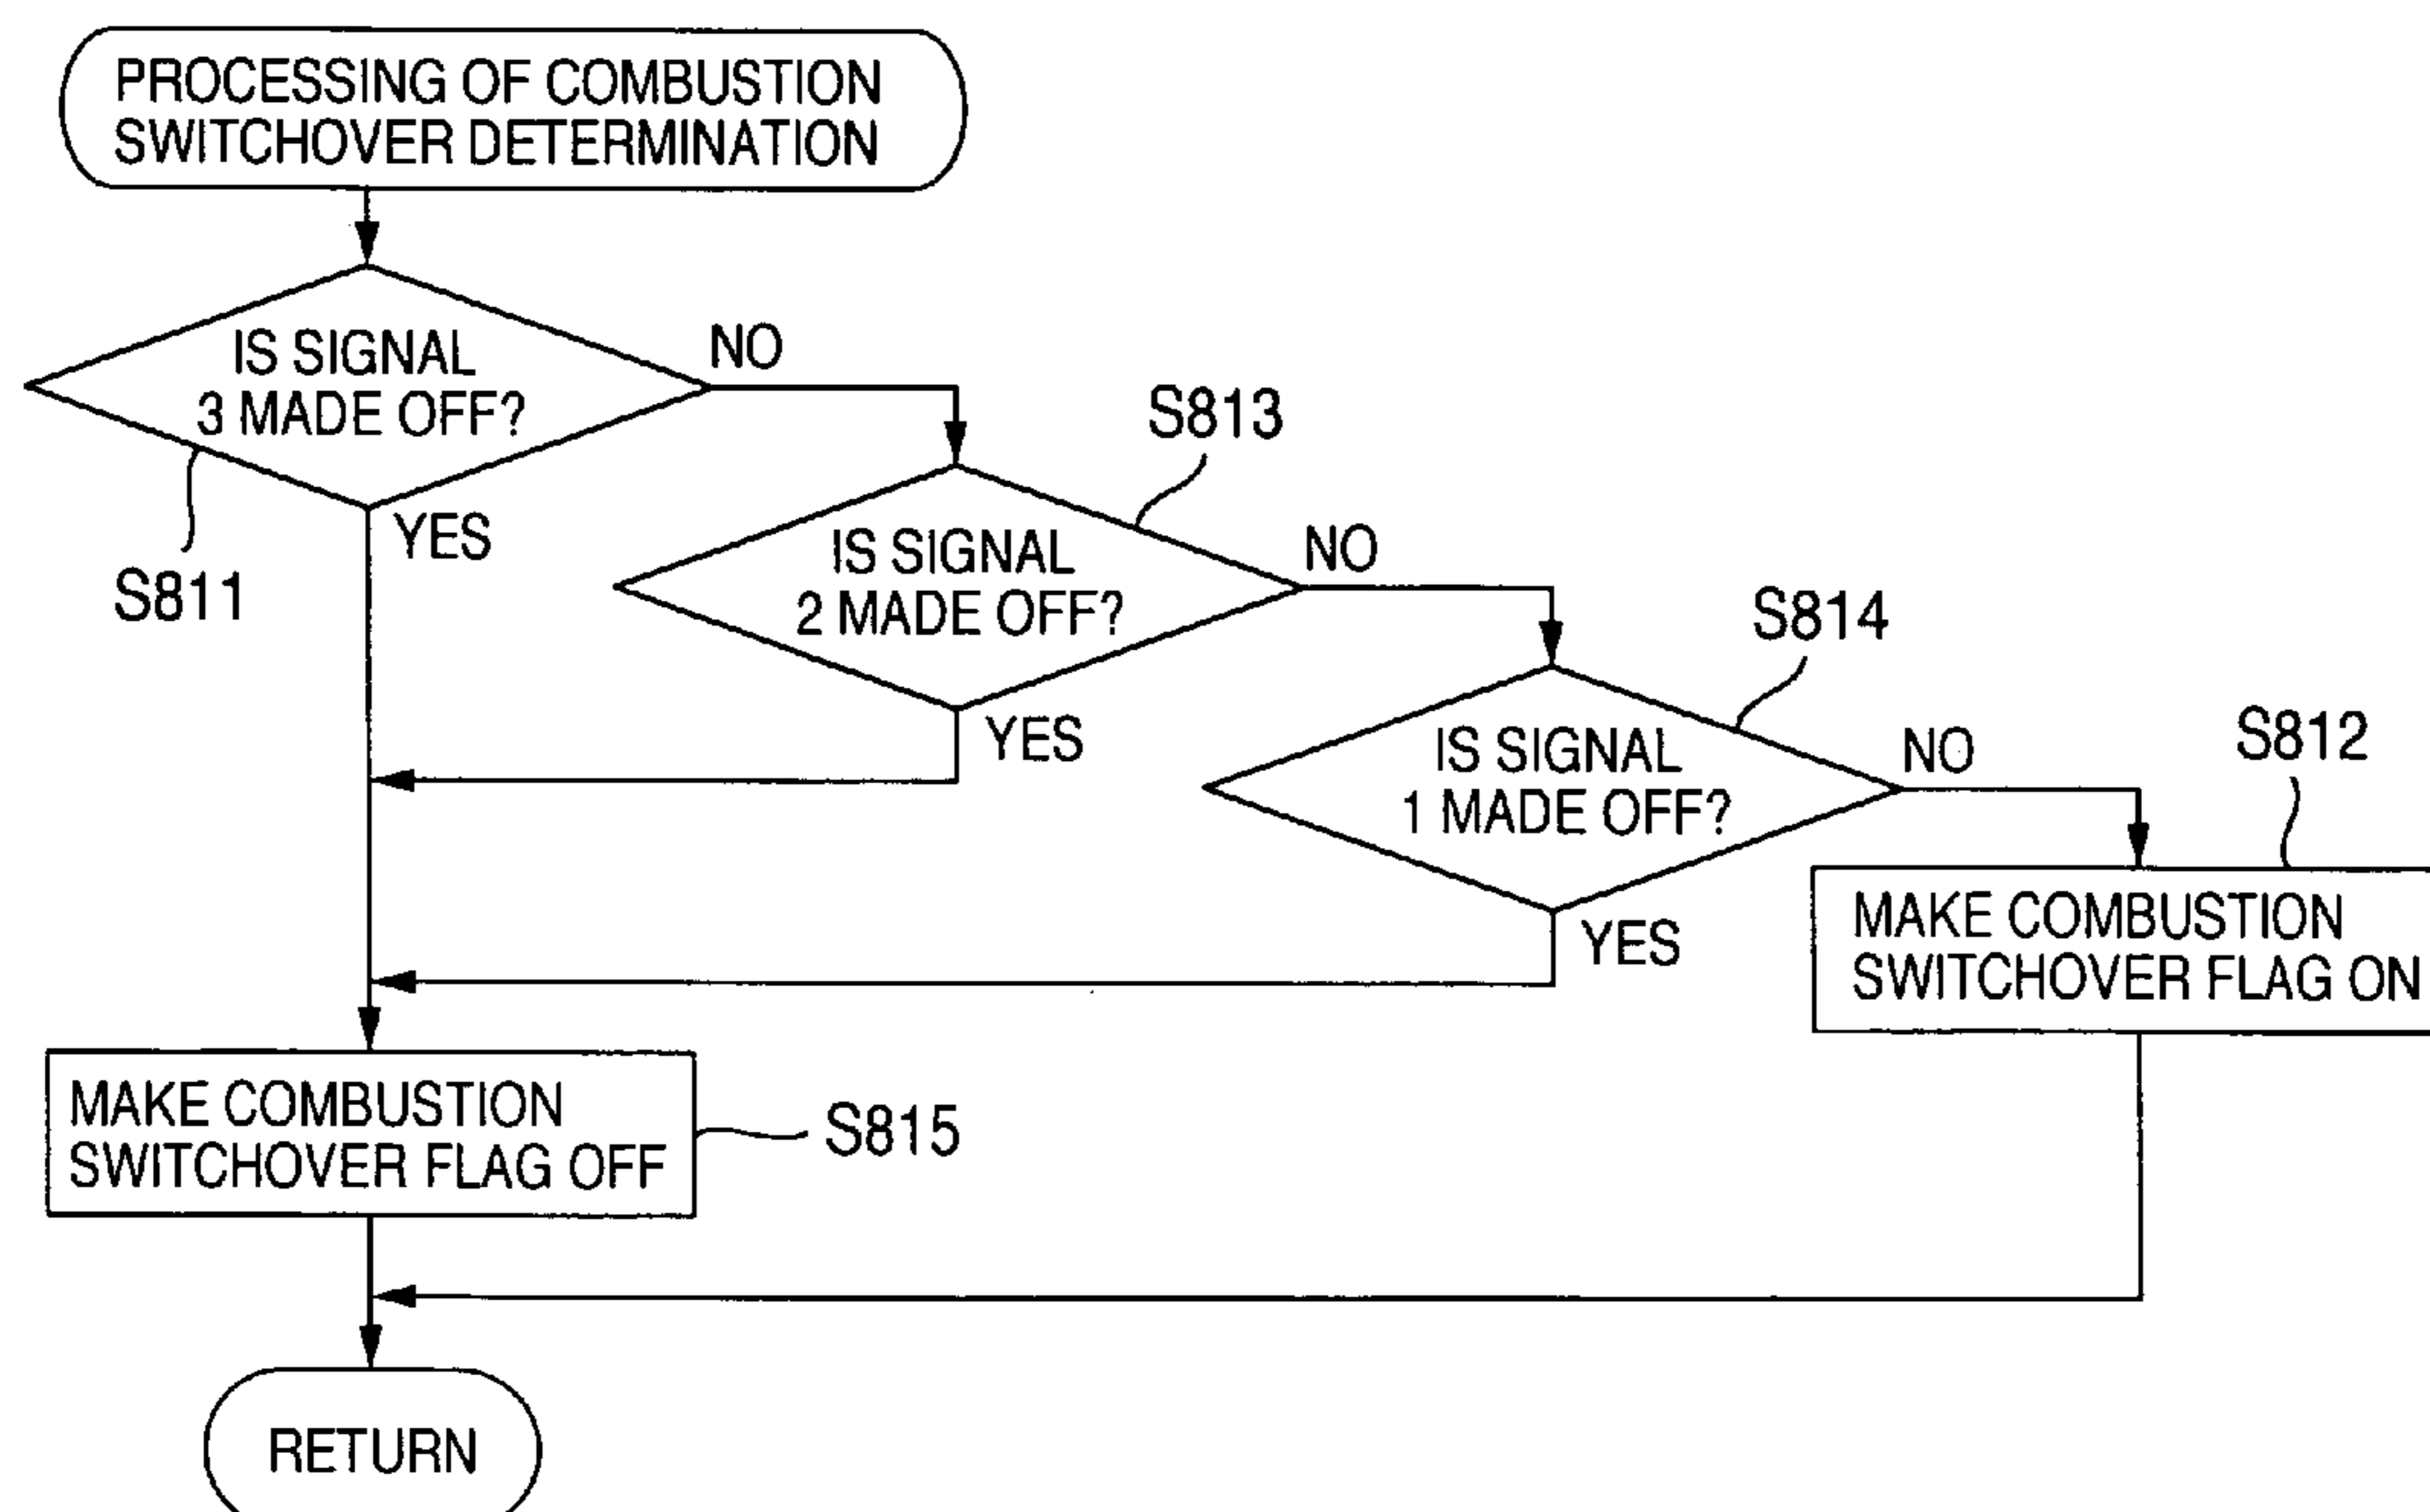 PROCESSING OF COMBUSTION
SWITCHOVER DETERMINATION
IS SIGNAL
3 MADE OFF?
NO
YES
S811
S813
IS SIGNAL
2 MADE OFF?
NO
YES
S814
IS SIGNAL
1 MADE OFF?
NO
YES
S812
MAKE COMBUSTION
SWITCHOVER FLAG ON
MAKE COMBUSTION
SWITCHOVER FLAG OFF
S815
RETURN